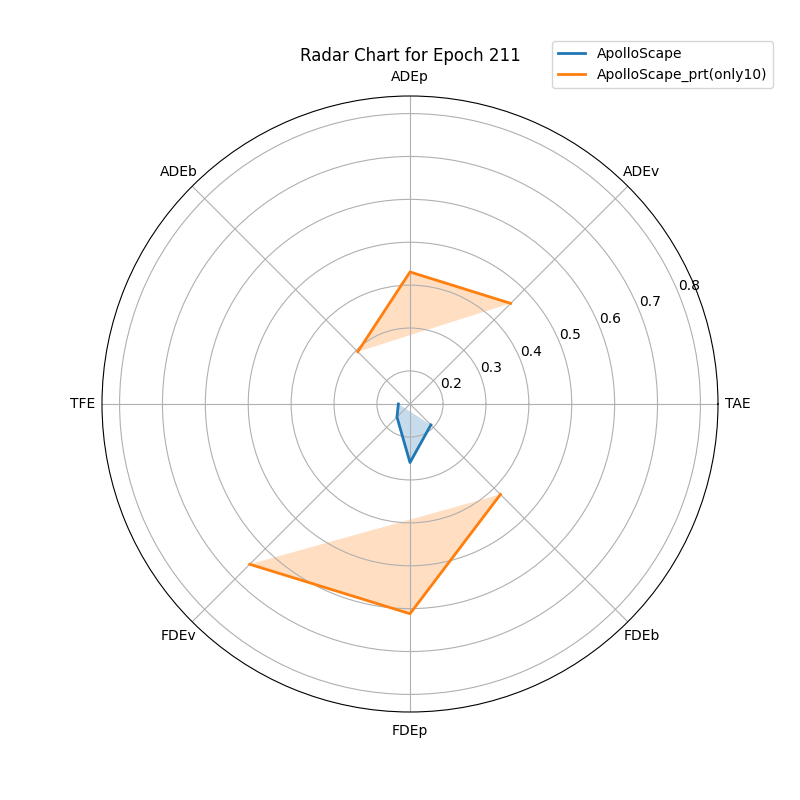 Radar Chart for Epoch 211
ApolloScape
ApolloScape_prt(only10)
ADEp
ADEb
ADEv
0.8
0.7
0.6
0.5
0.4
0.3
0.2
TFE
TAE
FDEv
FDEb
FDEp